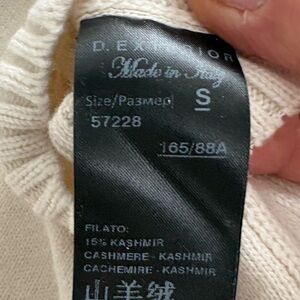 D. EXTERIOR
Made in Italy
Size/Размер S
57228
165/88A
FILATO:
15% KASHMIR
CASHMERE - KASHMIR
CACHEMIRE - KASHMIR
山羊绒